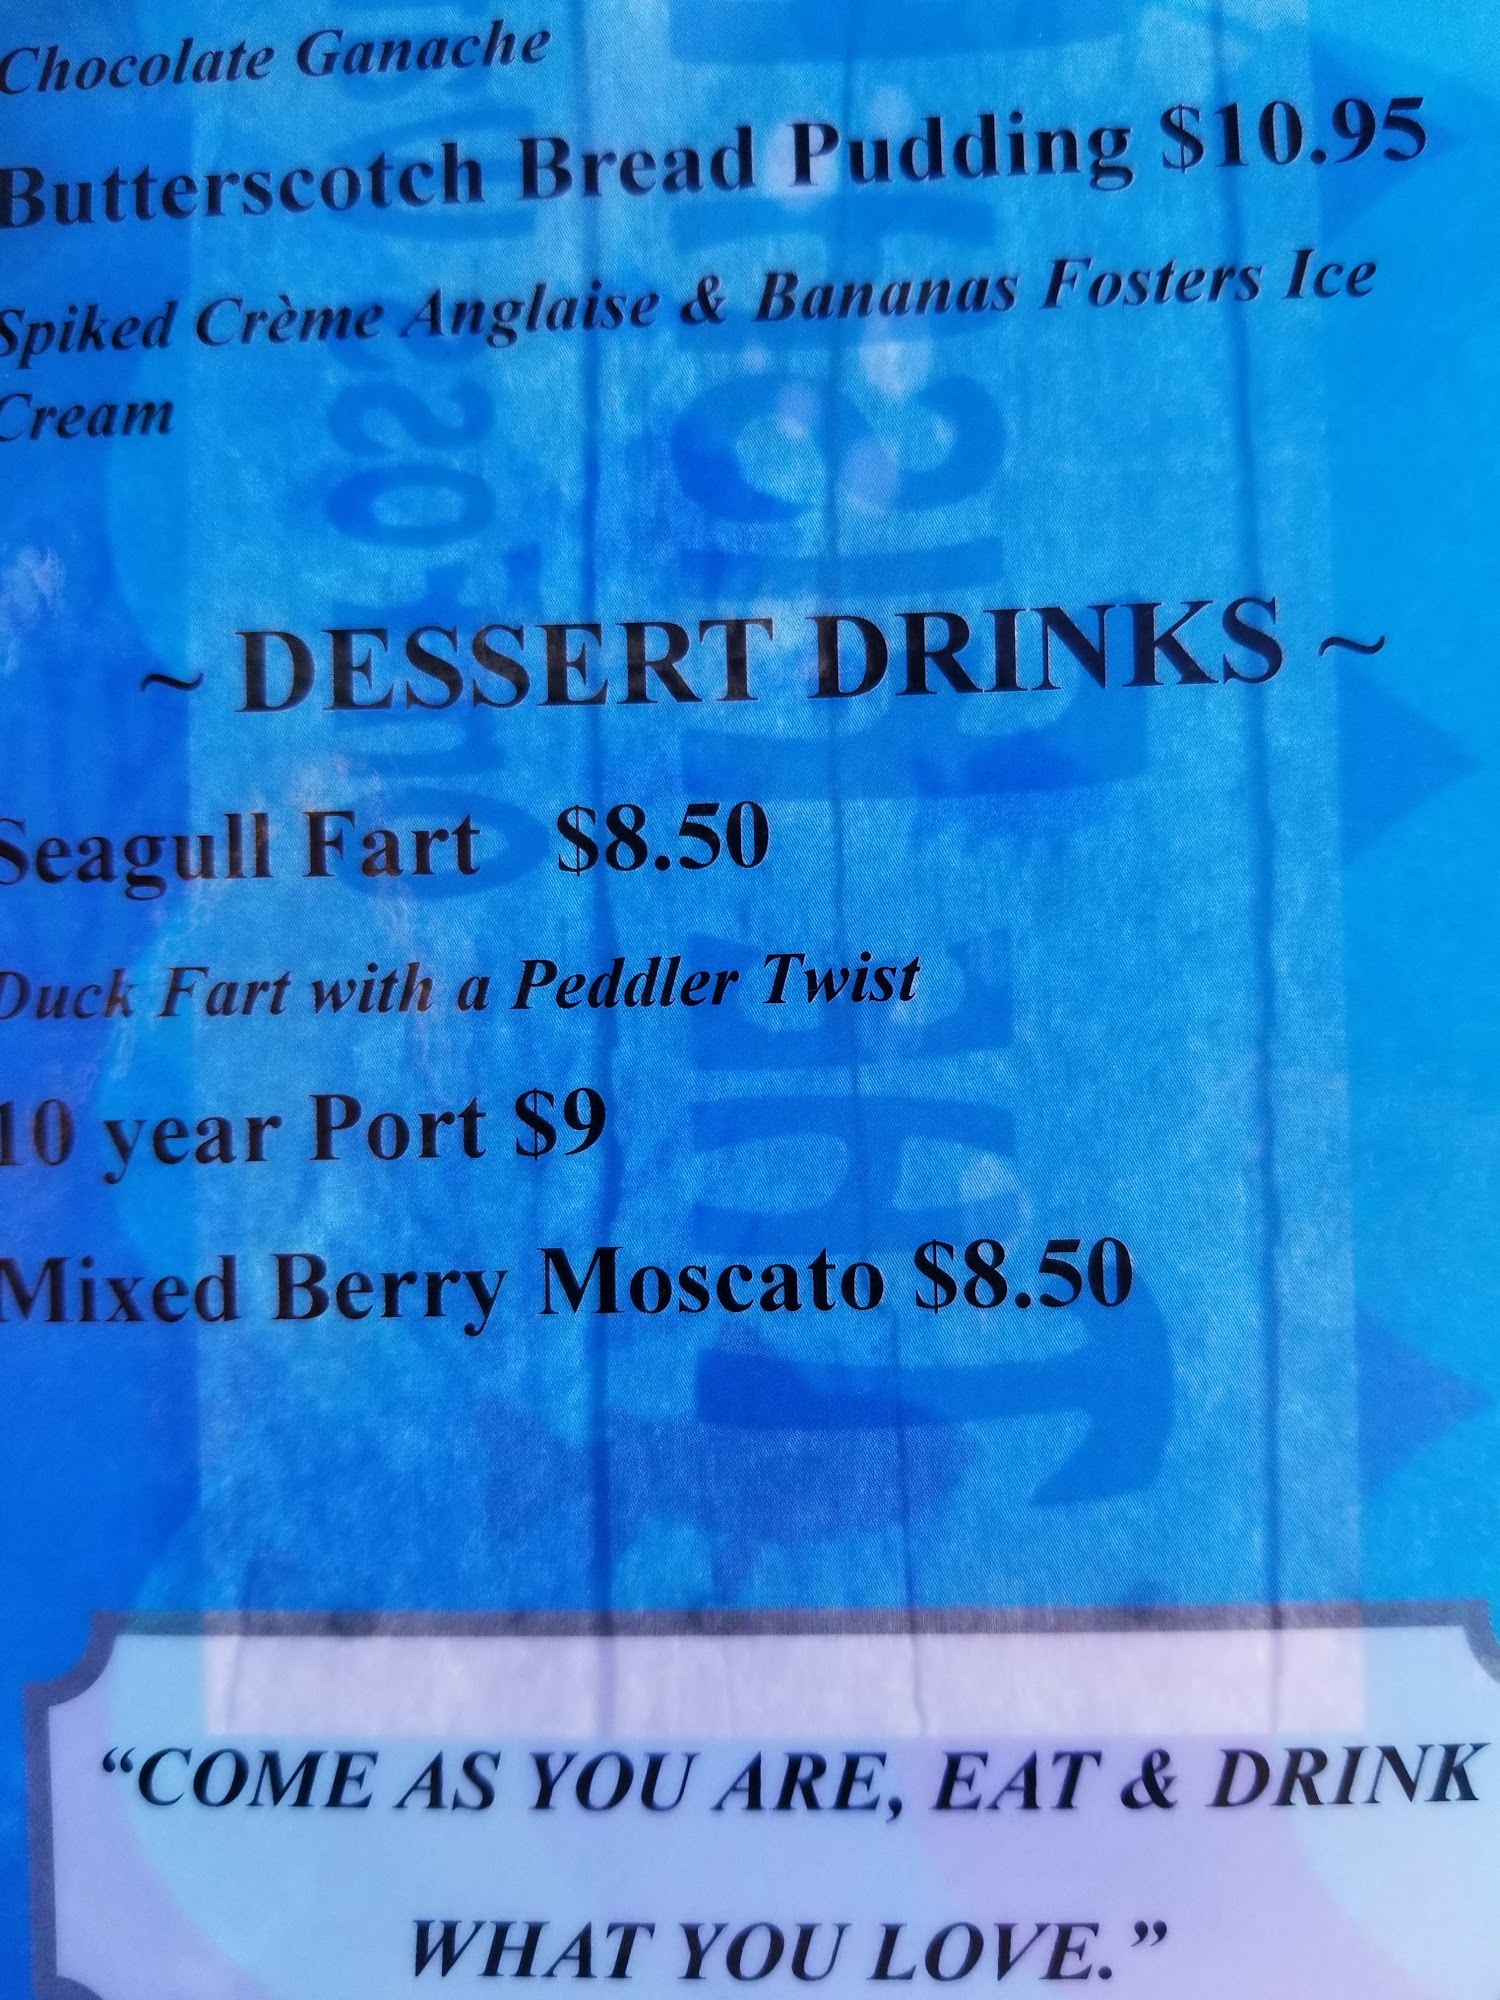 Chocolate Ganache
Butterscotch Bread Pudding $10.95
Spiked Crème Anglaise & Bananas Fosters Ice
Cream
~ DESSERT DRINKS ~
Seagull Fart $8.50
Duck Fart with a Peddler Twist
10 year Port $9
Mixed Berry Moscato $8.50
“COME AS YOU ARE, EAT & DRINK
WHAT YOU LOVE.”